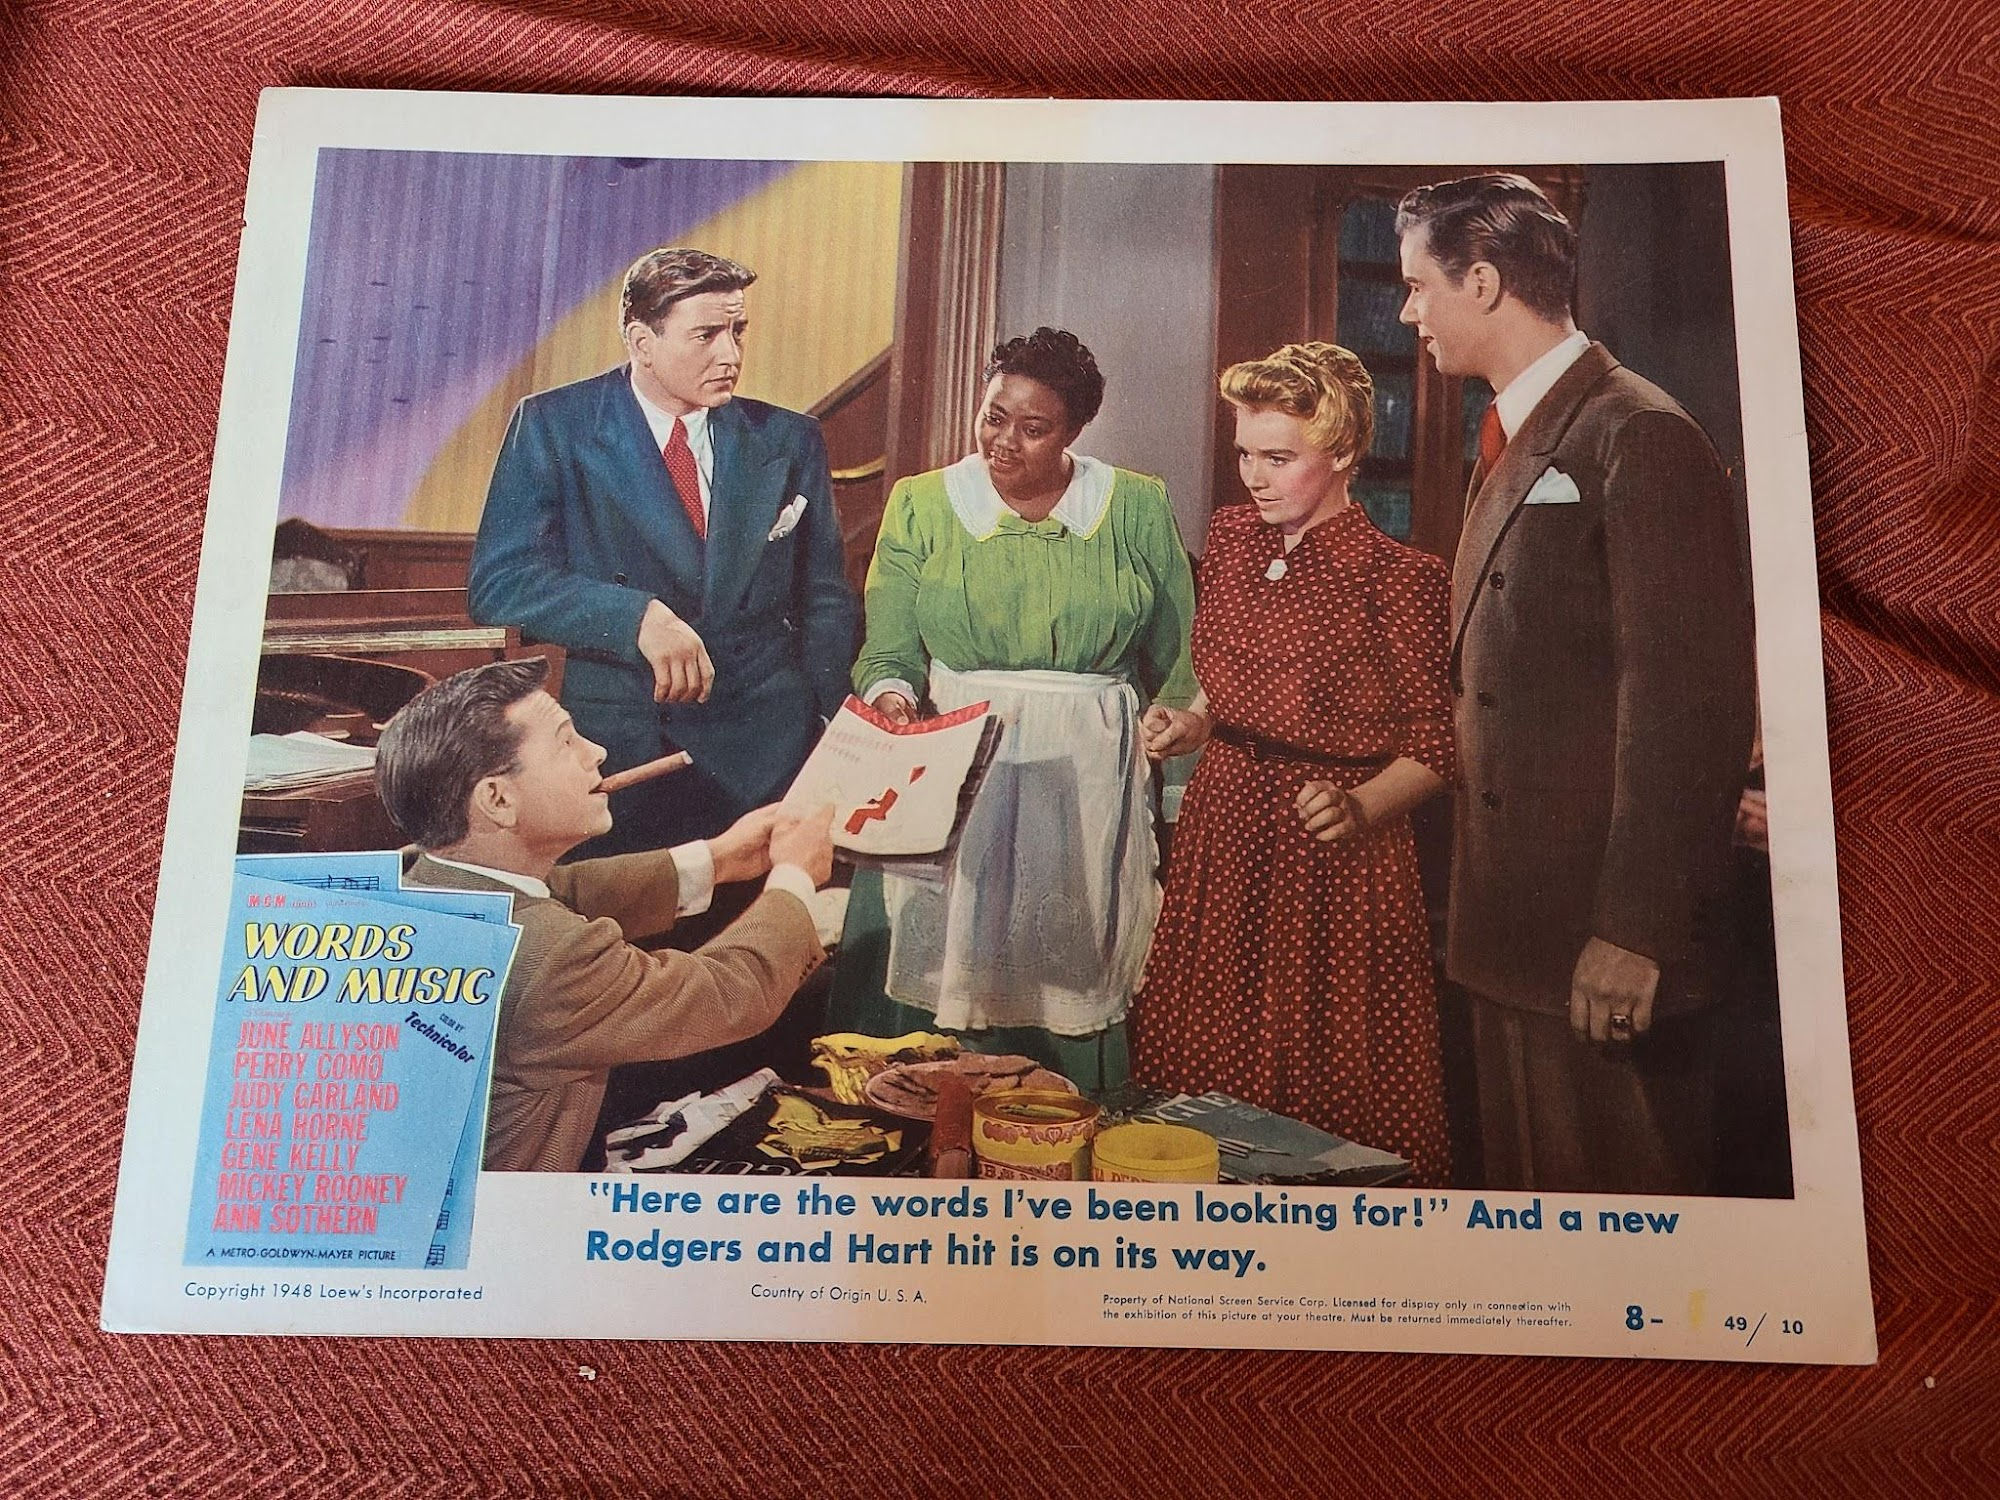 M.G.M.
WORDS
AND MUSIC
COLOR BY
Technicolor
JUNE ALLYSON
PERRY COMO
JUDY GARLAND
LENA HORNE
GENE KELLY
MICKEY ROONEY
ANN SOTHERN
A METRO-GOLDWYN-MAYER PICTURE
"Here are the words I've been looking for!" And a new
Rodgers and Hart hit is on its way.
Copyright 1948 Loew's Incorporated
Country of Origin U. S. A.
Property of National Screen Service Corp. Licensed for display only in connection with
the exhibition of this picture at your theatre. Must be returned immediately thereafter.
8-
49/ 10